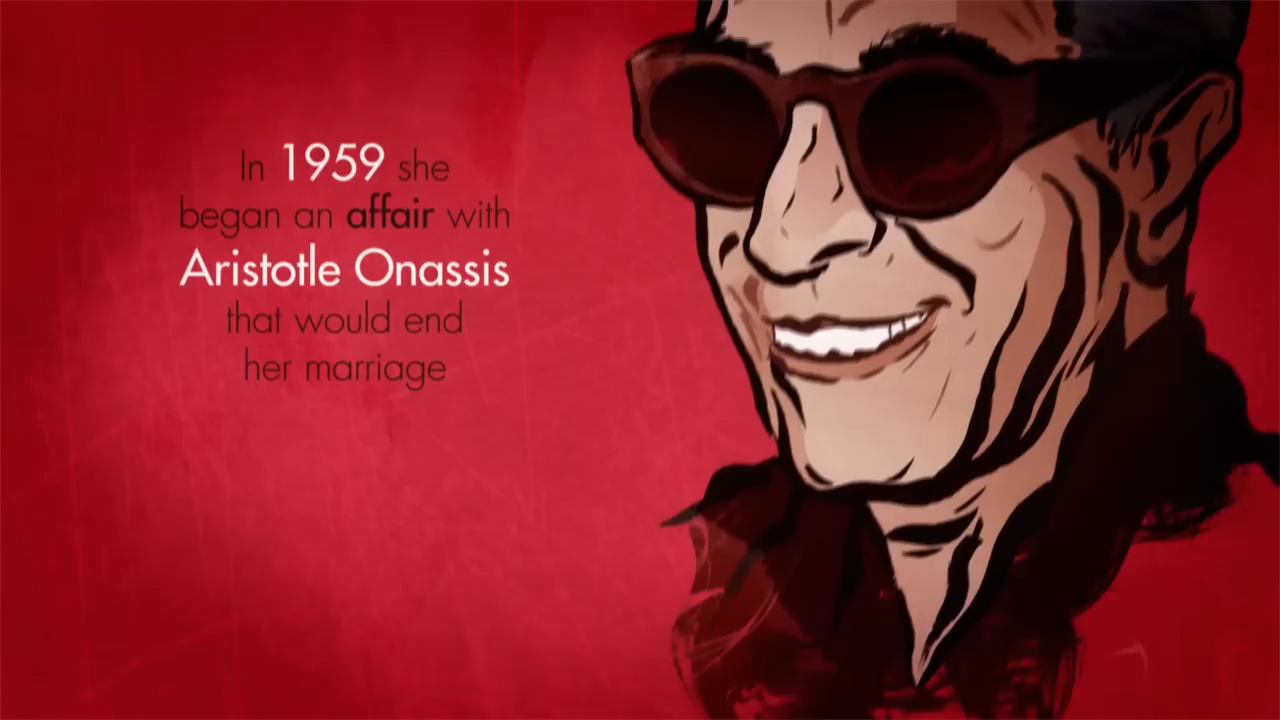 In 1959 she
began an affair with
Aristotle Onassis
that would end
her marriage